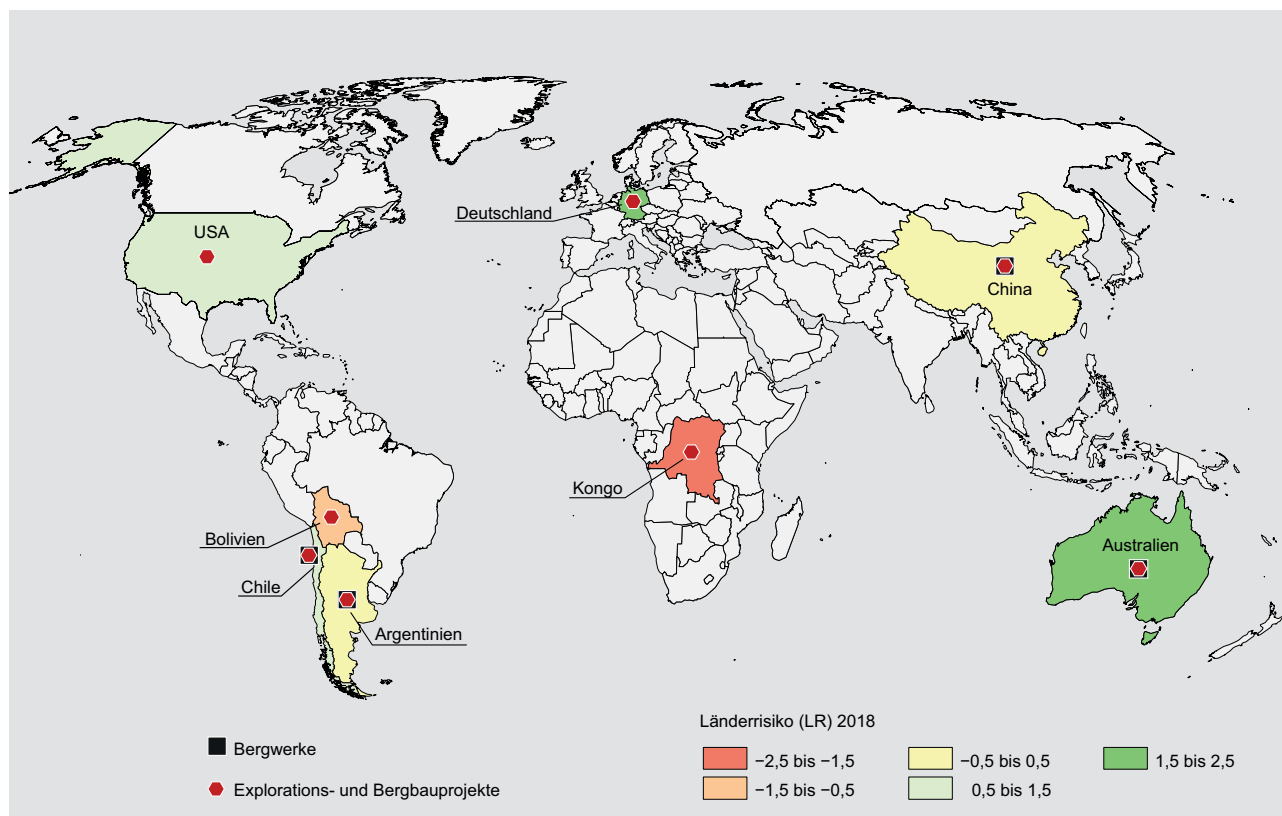 USA
Deutschland
China
Kongo
Bolivien
Chile
Australien
Argentinien
Länderrisiko (LR) 2018
Bergwerke
Explorations- und Bergbauprojekte
−2,5 bis −1,5
−1,5 bis −0,5
−0,5 bis 0,5
0,5 bis 1,5
1,5 bis 2,5